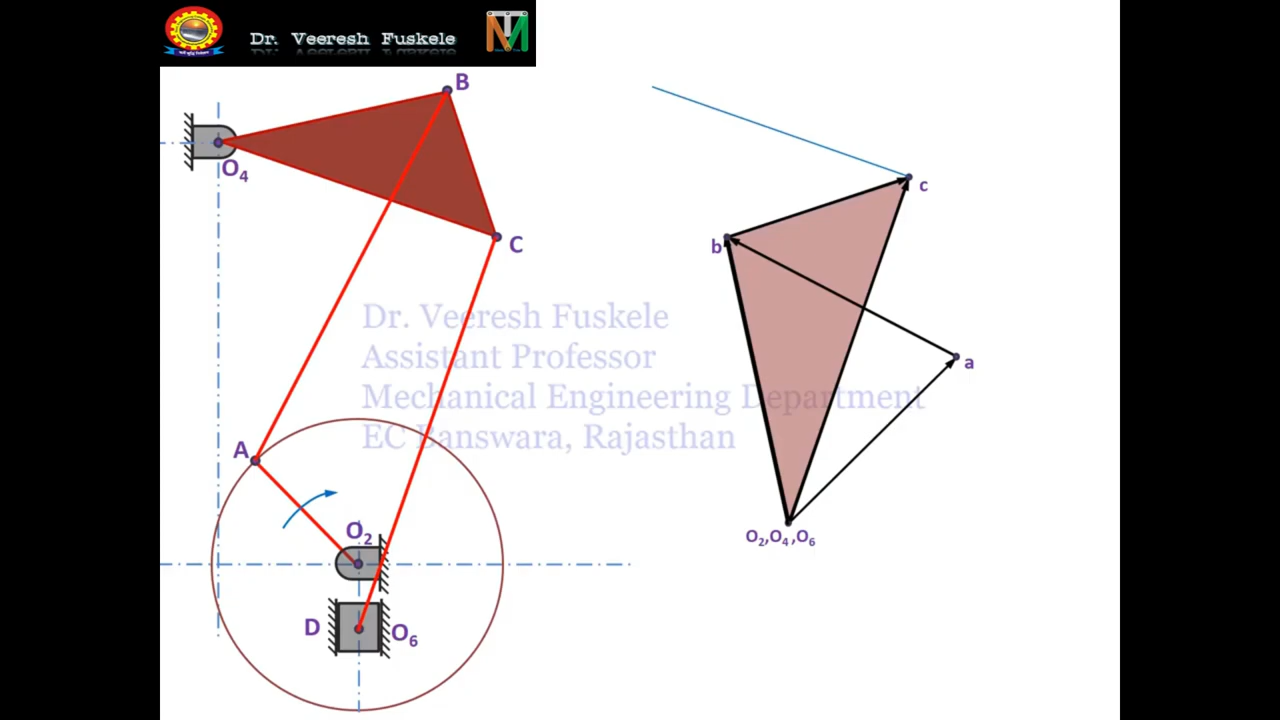 Dr. Veeresh Fuskele
B
O4
C
c
b
Dr. Veeresh Fuskele
Assistant Professor
Mechanical Engineering Department
EC Banswara, Rajasthan
a
A
O2
O2,O4 ,O6
D
O6